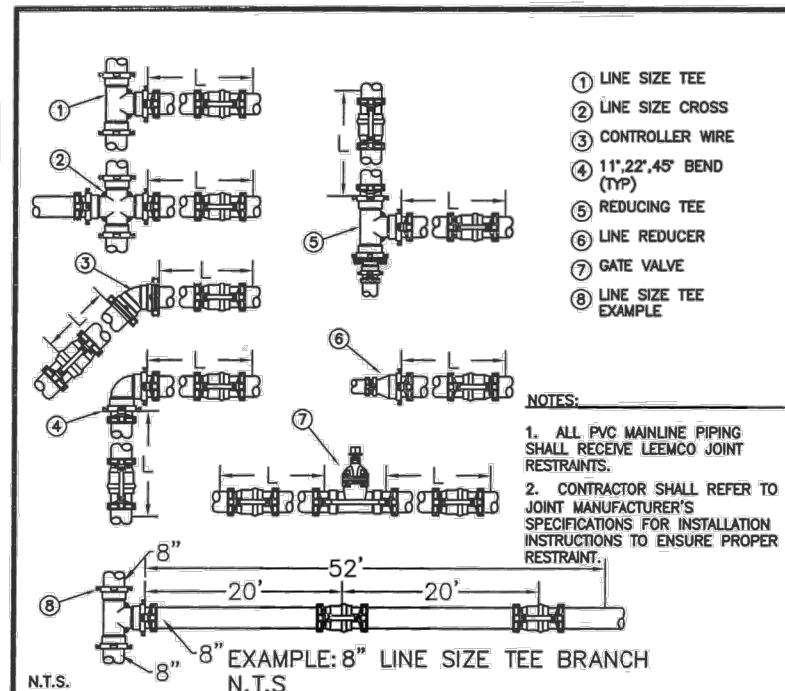 L
1
① LINE SIZE TEE
② LINE SIZE CROSS
③ CONTROLLER WIRE
④ 11°,22°,45° BEND
(TYP)
⑤ REDUCING TEE
⑥ LINE REDUCER
⑦ GATE VALVE
⑧ LINE SIZE TEE
EXAMPLE
2
L
L
5
L
3
L
L
4
L
L
6
L
7
L
L
NOTES:
1. ALL PVC MAINLINE PIPING
SHALL RECEIVE LEEMCO JOINT
RESTRAINTS.
2. CONTRACTOR SHALL REFER TO
JOINT MANUFACTURER'S
SPECIFICATIONS FOR INSTALLATION
INSTRUCTIONS TO ENSURE PROPER
RESTRAINT.
8"
52'
20'
20'
8
8"
8"
EXAMPLE: 8" LINE SIZE TEE BRANCH
N.T.S
N.T.S.